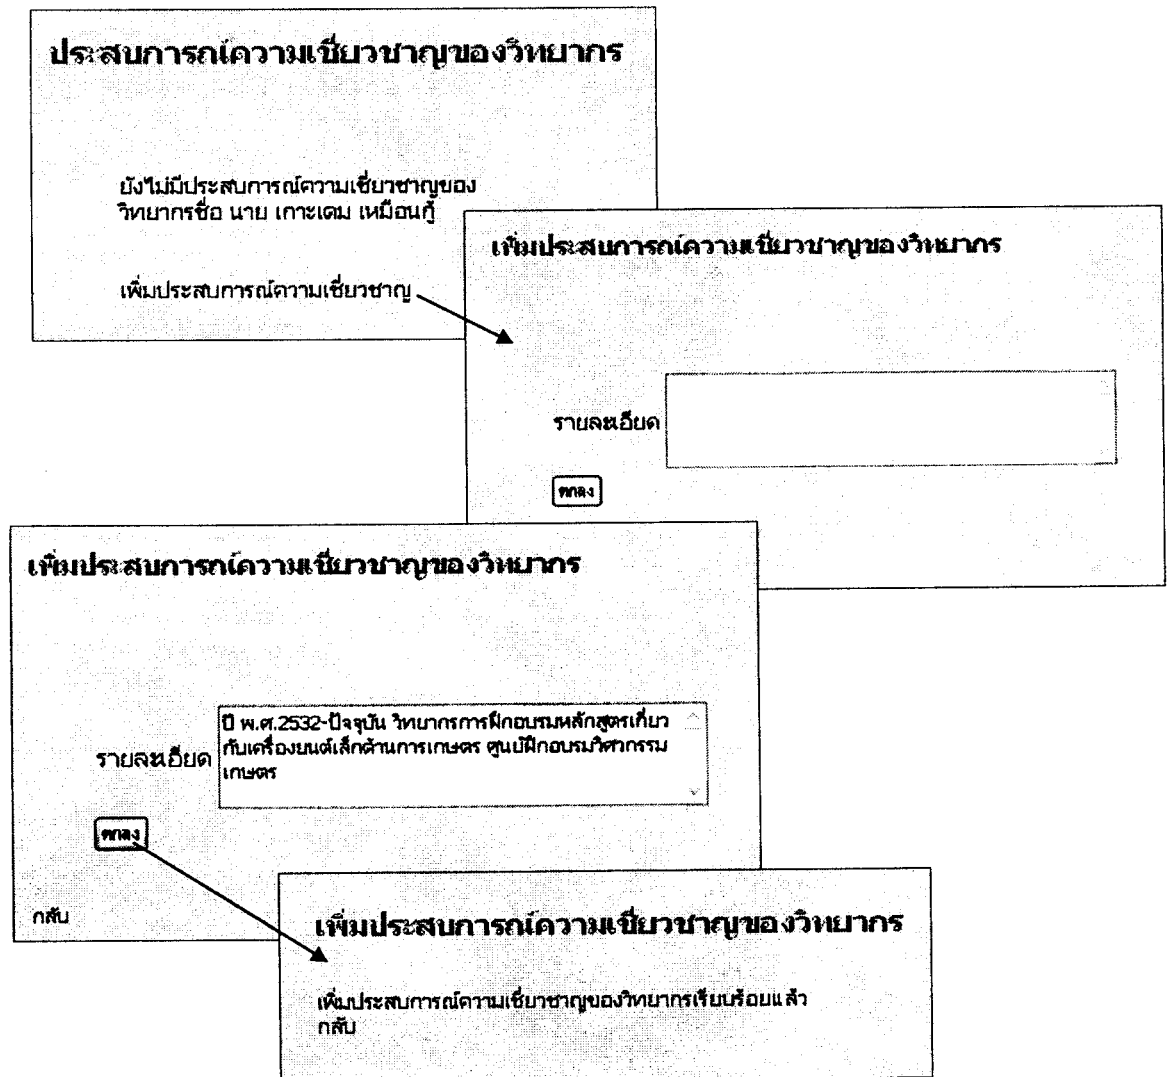 ประสบการณ์ความเชี่ยวชาญของวิทยากร
ยังไม่มีประสบการณ์ความเชี่ยวชาญของ
วิทยากรชื่อ นาย เกาะเดม เหมือนกู้
เพิ่มประสบการณ์ความเชี่ยวชาญ
เพิ่มประสบการณ์ความเชี่ยวชาญของวิทยากร
รายละเอียด
ตกลง
เพิ่มประสบการณ์ความเชี่ยวชาญของวิทยากร
รายละเอียด
ปี พ.ศ.2532-ปัจจุบัน วิทยากรการฝึกอบรมหลักสูตรเกี่ยว
กับเครื่องยนต์เล็กด้านการเกษตร ศูนย์ฝึกอบรมวิศวกรรม
เกษตร
ตกลง
กลับ
เพิ่มประสบการณ์ความเชี่ยวชาญของวิทยากร
เพิ่มประสบการณ์ความเชี่ยวชาญของวิทยากรเรียบร้อยแล้ว
กลับ